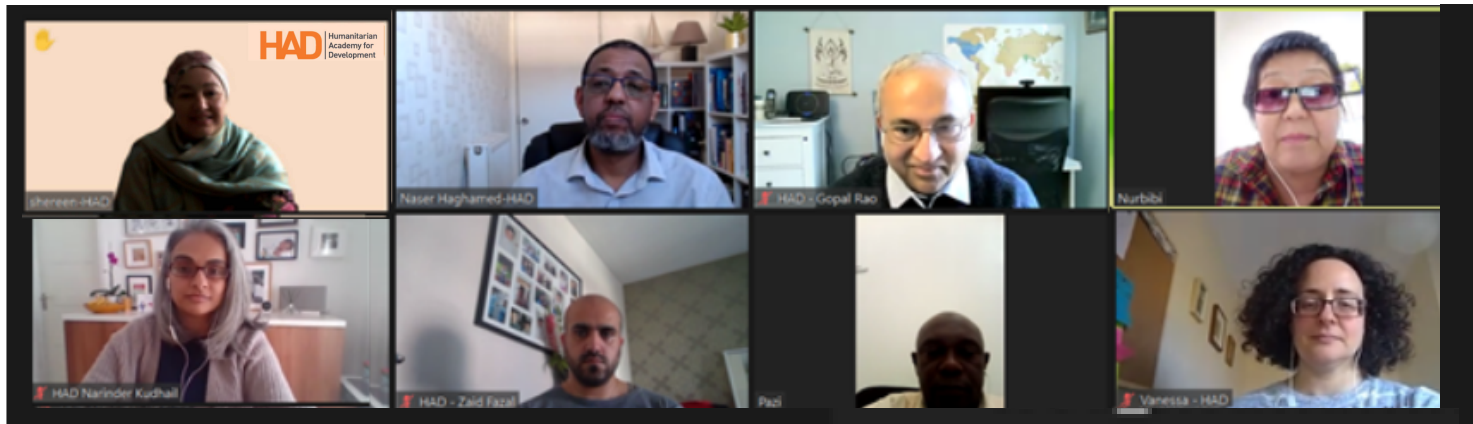 HAD
Humanitarian
Academy for
Development
shereen-HAD
Naser Haghamed-HAD
HAD - Gopal Rao
Nurbibi
HAD Narinder Kudhail
HAD - Zaid Fazal
Pazi
Vanessa - HAD